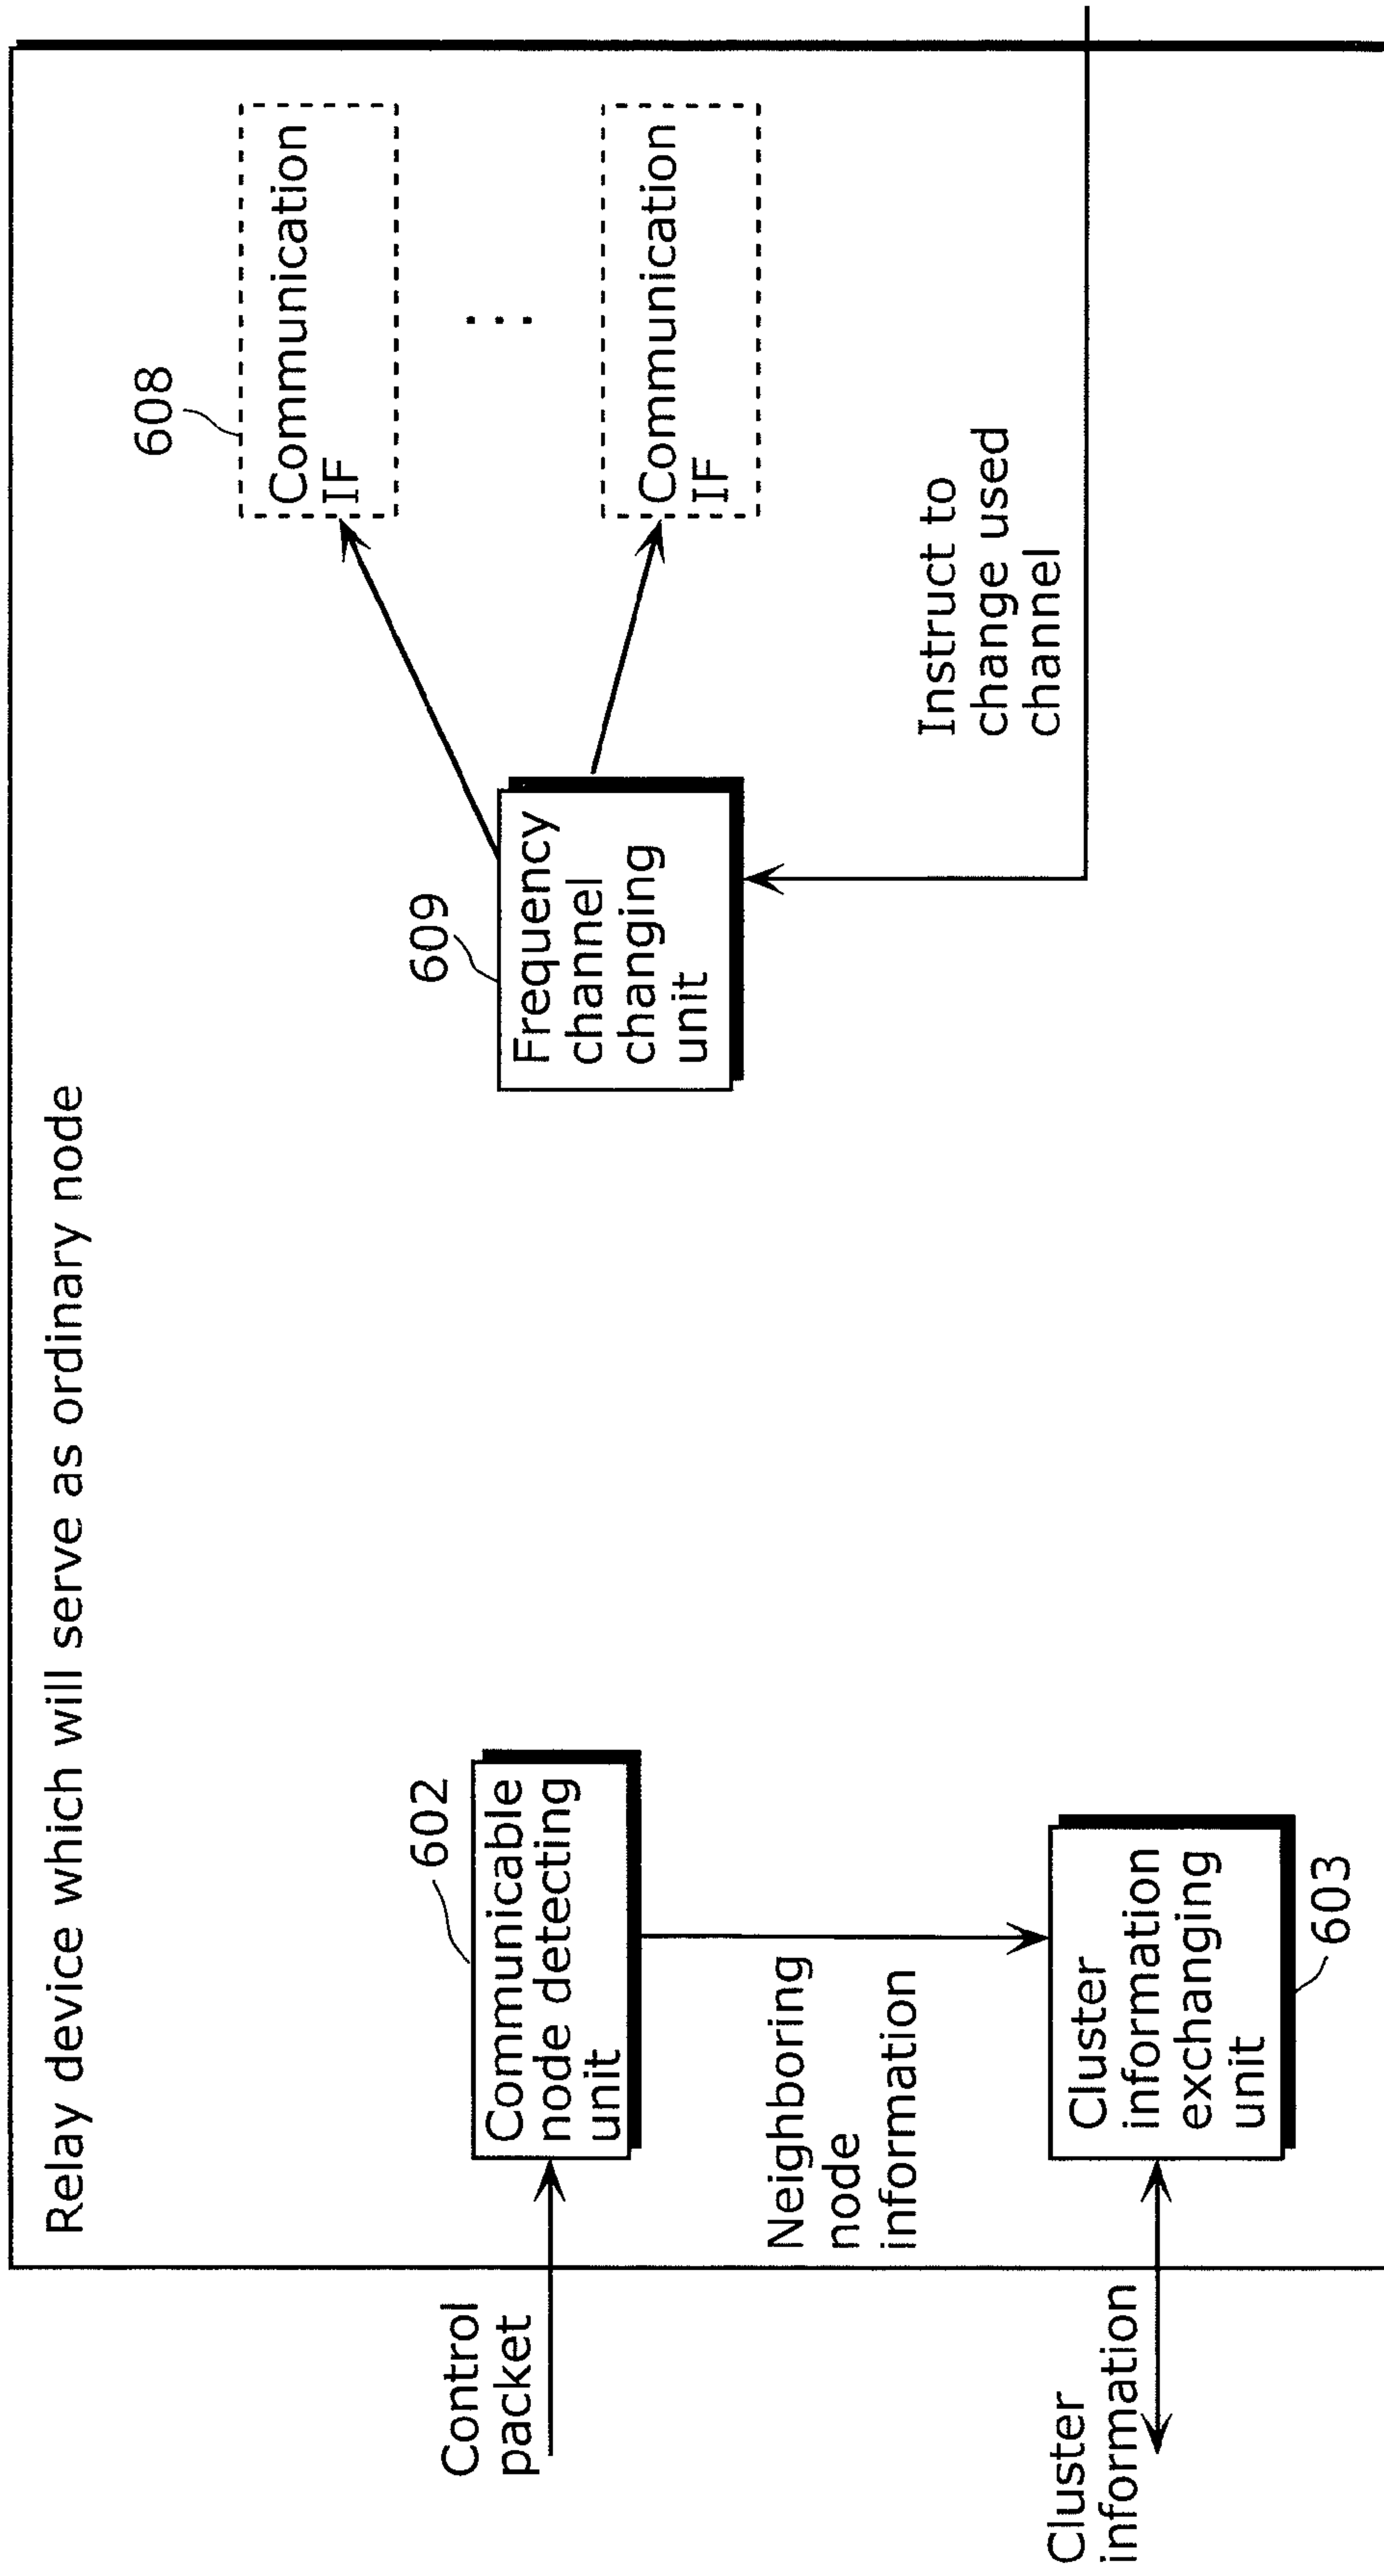 Relay device which will serve as ordinary node
608
Communication
IF
...
Communication
IF
609
Frequency
channel
changing
unit
Instruct to
change used
channel
602
Communicable
node detecting
unit
Control
packet
Neighboring
node
information
Cluster
information
exchanging
unit
603
Cluster
information